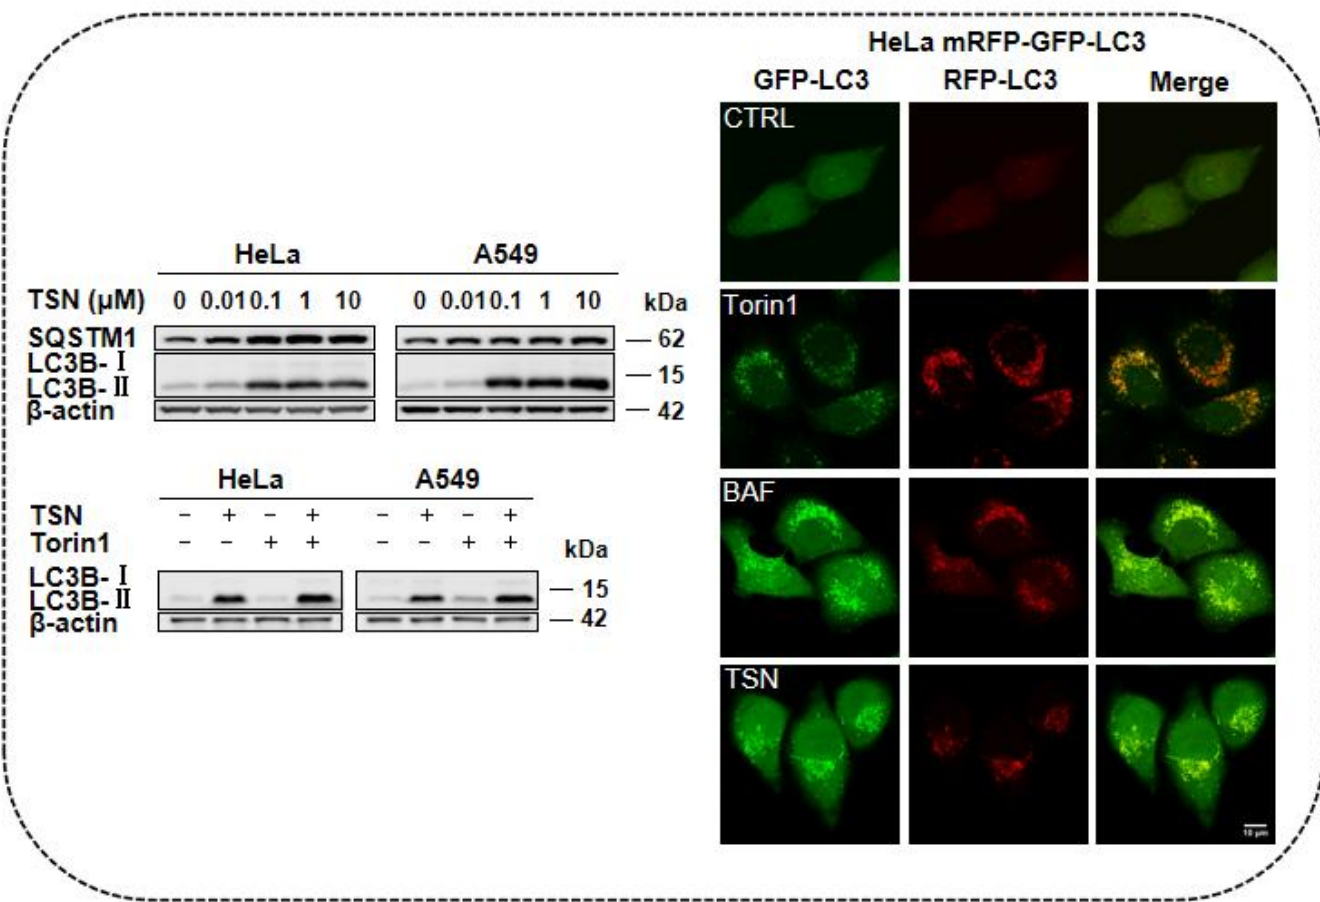 HeLa A549
TSN (μM) 0 0.01 0.1 1 10 0 0.01 0.1 1 10 kDa
SQSTM1 62
LC3B- Ⅰ
15
LC3B- Ⅱ
β-actin 42
HeLa A549
TSN - + - + - + - +
Torin1 - - + + - - + + kDa
LC3B- Ⅰ
15
LC3B- Ⅱ
β-actin 42
HeLa mRFP-GFP-LC3
GFP-LC3 RFP-LC3 Merge
CTRL
Torin1
BAF
TSN
10 μm